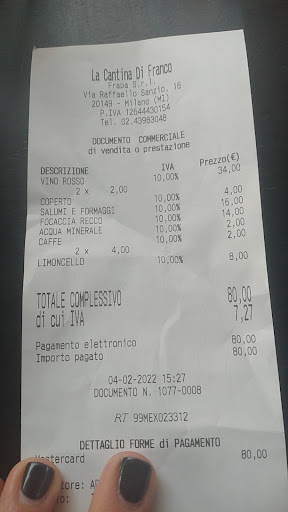 La Cantina Di Franco
Frapa S.r.l.
Via Raffaello Sanzio, 16
20149 - Milano (MI)
P.IVA 12644430154
Tel. 02.43983048
DOCUMENTO COMMERCIALE
di vendita o prestazione
DESCRIZIONE IVA Prezzo(€)
VINO ROSSO 10,00% 34,00
2 x 2,00
COPERTO 10,00% 4,00
SALUMI E FORMAGGI 10,00% 16,00
FOCACCIA RECCO 10,00% 14,00
ACQUA MINERALE 10,00% 2,00
CAFFE 10,00% 2,00
2 x 4,00
LIMONCELLO 10,00% 8,00
TOTALE COMPLESSIVO 80,00
di cui IVA 7,27
Pagamento elettronico 80,00
Importo pagato 80,00
04-02-2022 15:27
DOCUMENTO N. 1077-0008
RT 99MEX023312
DETTAGLIO FORME di PAGAMENTO
Mastercard 80,00